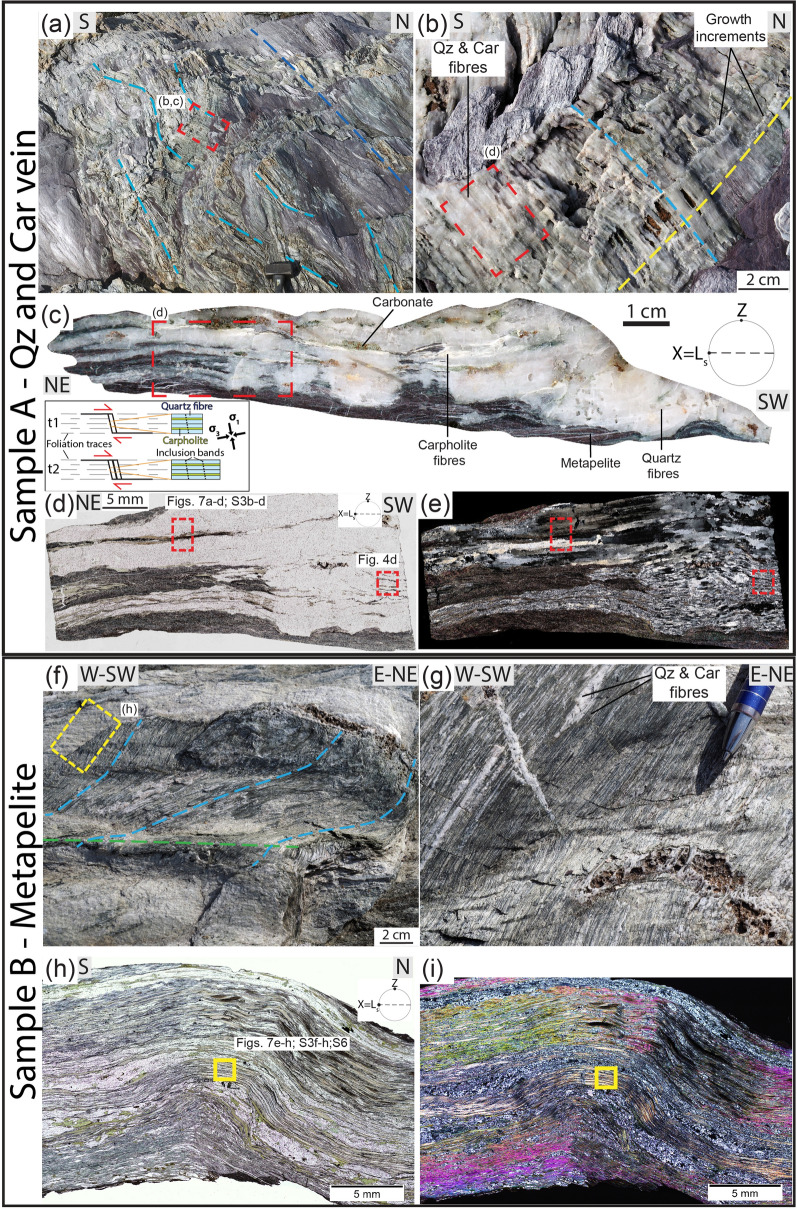 Sample A - Qz and Car vein
(a) S N
(b,c)
(b) S N
Qz & Car
fibres
Growth
increments
(d)
2 cm
(c)
(d)
Carbonate
1 cm
Z
X=Ls
NE
SW
Carpholite
fibres
Metapelite
Quartz
fibres
t1
Quartz fibre
Carpholite
σ3
σ1
Foliation traces
Inclusion bands
t2
(d) NE
5 mm
Figs. 7a-d; S3b-d
Z
X=Ls
SW
Fig. 4d
(e)
Sample B - Metapelite
(f) W-SW E-NE
(h)
2 cm
(g) W-SW E-NE
Qz & Car
fibres
(h) S N
Z
X=Ls
Figs. 7e-h; S3f-h;S6
5 mm
(i)
5 mm